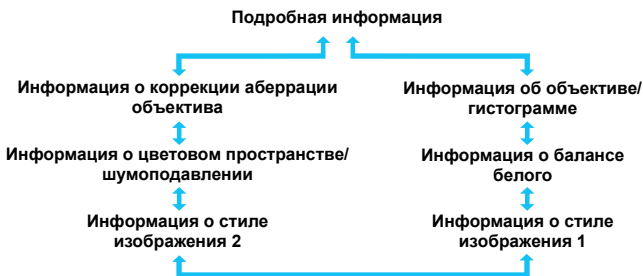 Подробная информация
Информация о коррекции аберрации
объектива
Информация об объективе/
гистограмме
Информация о цветовом пространстве/
шумоподавлении
Информация о балансе
белого
Информация о стиле
изображения 2
Информация о стиле
изображения 1